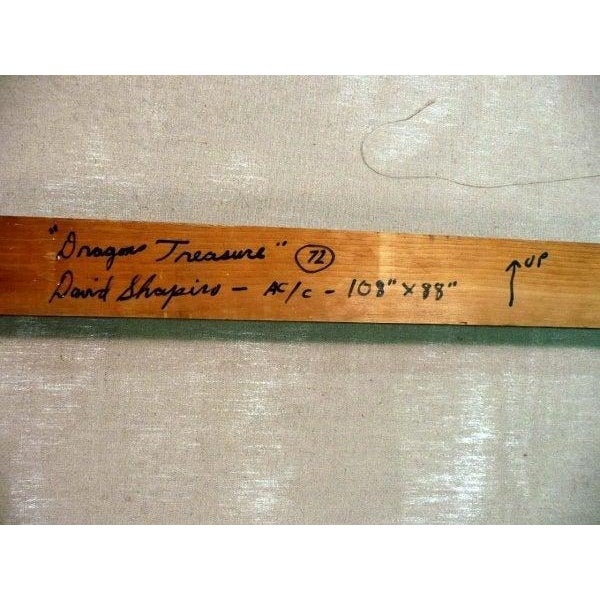 "Dragon Treasure" 72
David Shapiro - AC/C - 108" x 88"
↑ UP